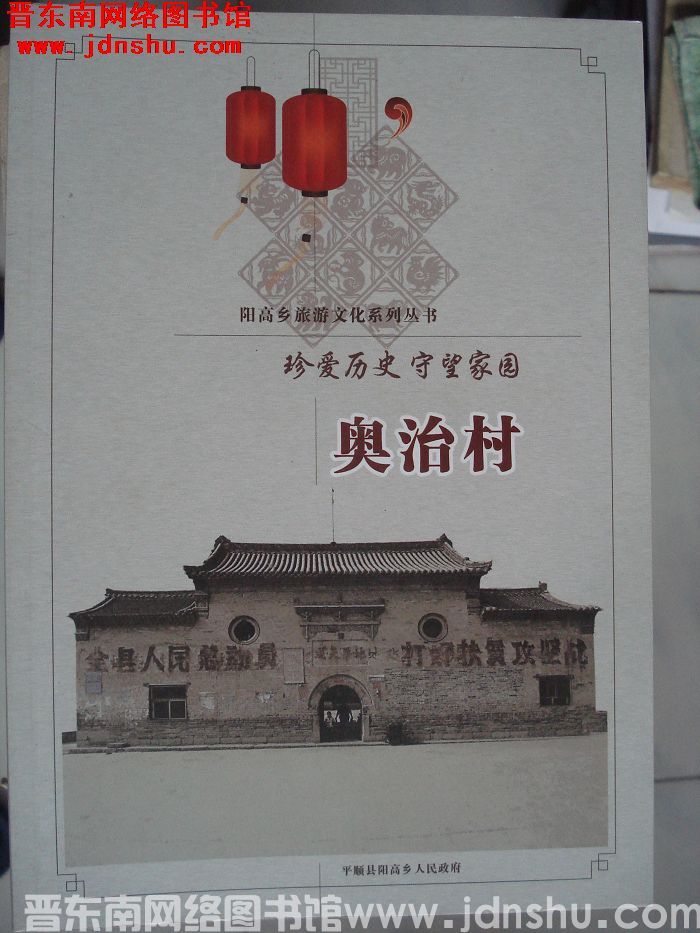 晋东南网络图书馆
www.jdnshu.com
阳高乡旅游文化系列丛书
珍爱历史 守望家园
奥治村
全县人民总动员
打好扶贫攻坚战
平顺县阳高乡人民政府
晋东南网络图书馆www.jdnshu.com